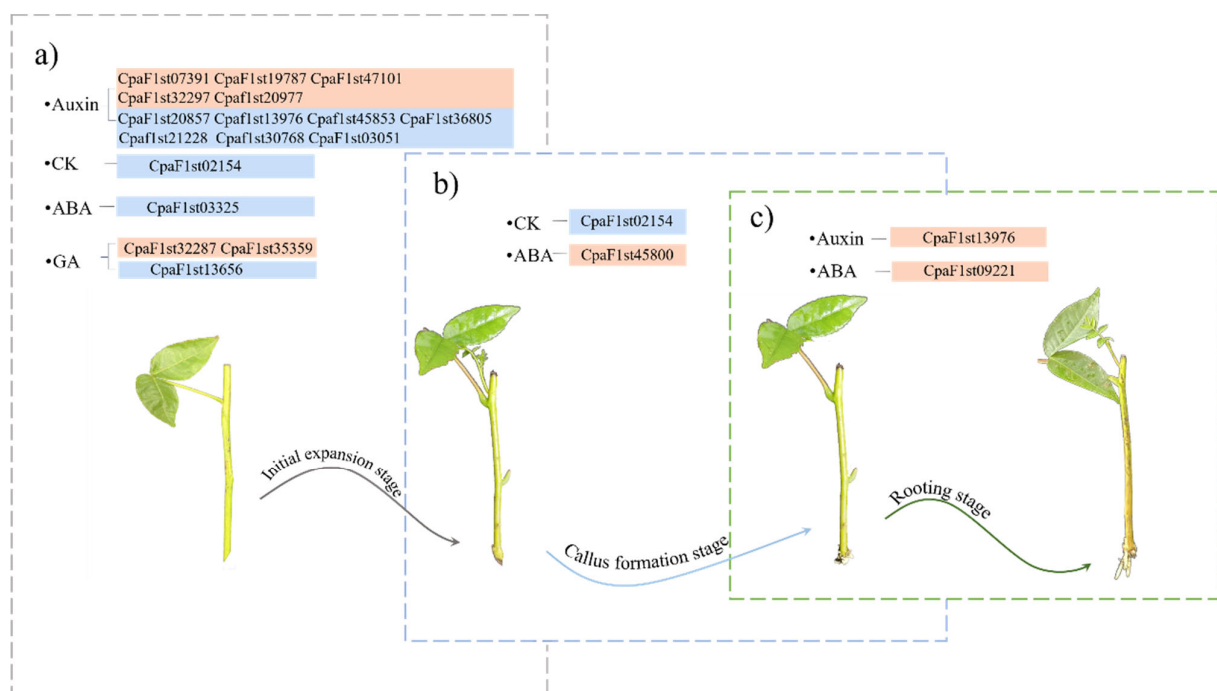 a)
•Auxin
CpaF1st07391 CpaF1st19787 CpaF1st47101
CpaF1st32297 Cpaf1st20977
CpaF1st20857 Cpaf1st13976 Cpaf1st45853 CpaF1st36805
Cpaf1st21228 Cpaf1st30768 CpaF1st03051
•CK
CpaF1st02154
•ABA
CpaF1st03325
•GA
CpaF1st32287 CpaF1st35359
CpaF1st13656
Initial expansion stage
b)
•CK
CpaF1st02154
•ABA
CpaF1st45800
Callus formation stage
c)
•Auxin
CpaF1st13976
•ABA
CpaF1st09221
Rooting stage